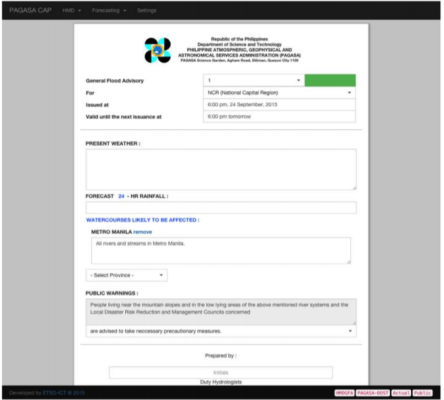 PAGASA CAP HMD Forecasting Settings
Republic of the Philippines
Department of Science and Technology
PHILIPPINE ATMOSPHERIC, GEOPHYSICAL AND
ASTRONOMICAL SERVICES ADMINISTRATION (PAGASA)
PAGASA Science Garden, Agham Road, Diliman, Quezon City 1100
General Flood Advisory 1
For NCR (National Capital Region)
Issued at 6:00 pm, 24 September, 2015
Valid until the next issuance at 6:00 pm tomorrow
PRESENT WEATHER :
FORECAST 24 - HR RAINFALL :
WATERCOURSES LIKELY TO BE AFFECTED :
METRO MANILA remove
All rivers and streams in Metro Manila.
- Select Province -
PUBLIC WARNINGS :
People living near the mountain slopes and in the low lying areas of the above mentioned river systems and the
Local Disaster Risk Reduction and Management Councils concerned
are advised to take neccessary precautionary measures.
Prepared by :
Initials
Duty Hydrologists
Developed by ETSD-ICT © 2015 HMDGFA PAGASA-DOST Actual Public